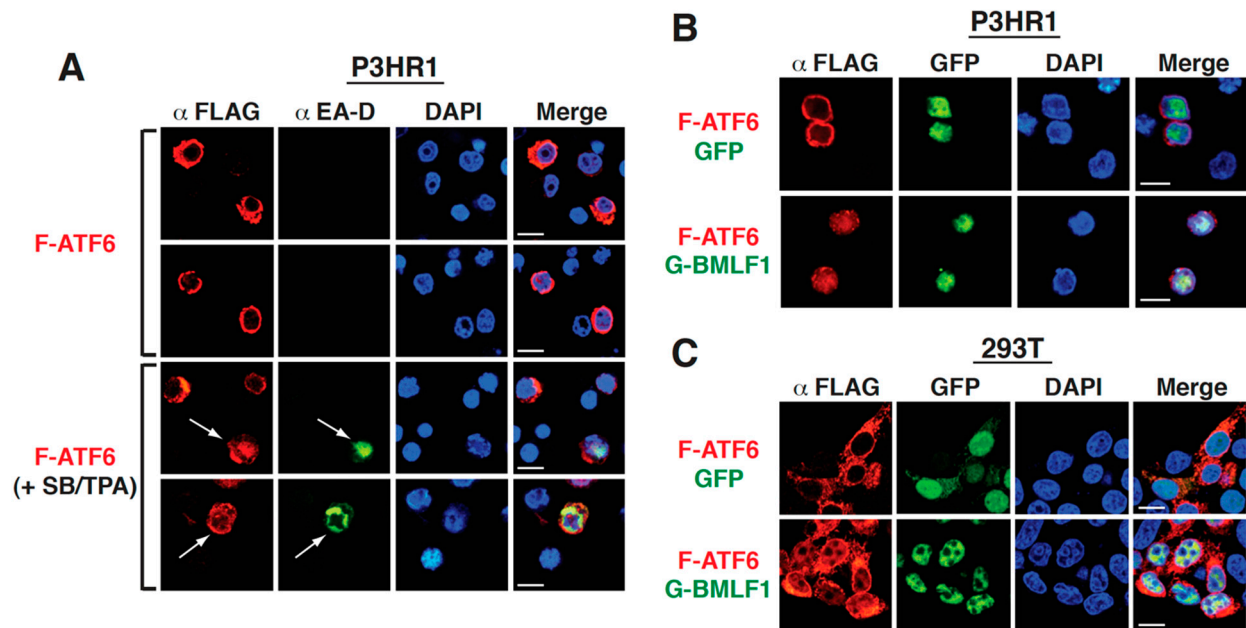 A
P3HR1
α FLAG α EA-D DAPI Merge
F-ATF6
F-ATF6
(+ SB/TPA)
B
P3HR1
α FLAG GFP DAPI Merge
F-ATF6
GFP
F-ATF6
G-BMLF1
C
293T
α FLAG GFP DAPI Merge
F-ATF6
GFP
F-ATF6
G-BMLF1